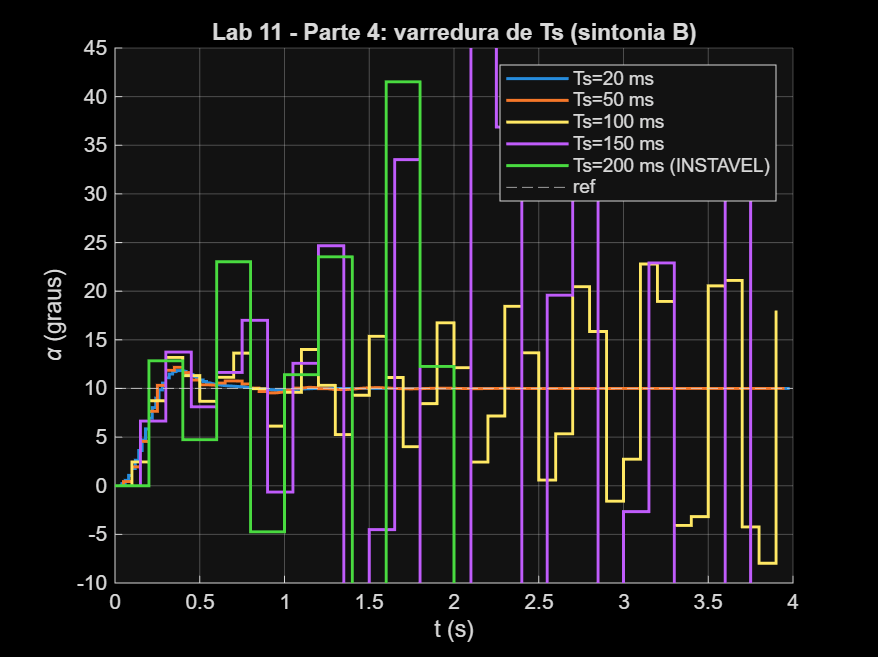 Lab 11 - Parte 4: varredura de Ts (sintonia B)
45
40
35
30
25
20
15
10
5
0
-5
-10
α (graus)
Ts=20 ms
Ts=50 ms
Ts=100 ms
Ts=150 ms
Ts=200 ms (INSTAVEL)
ref
0 0.5 1 1.5 2 2.5 3 3.5 4
t (s)